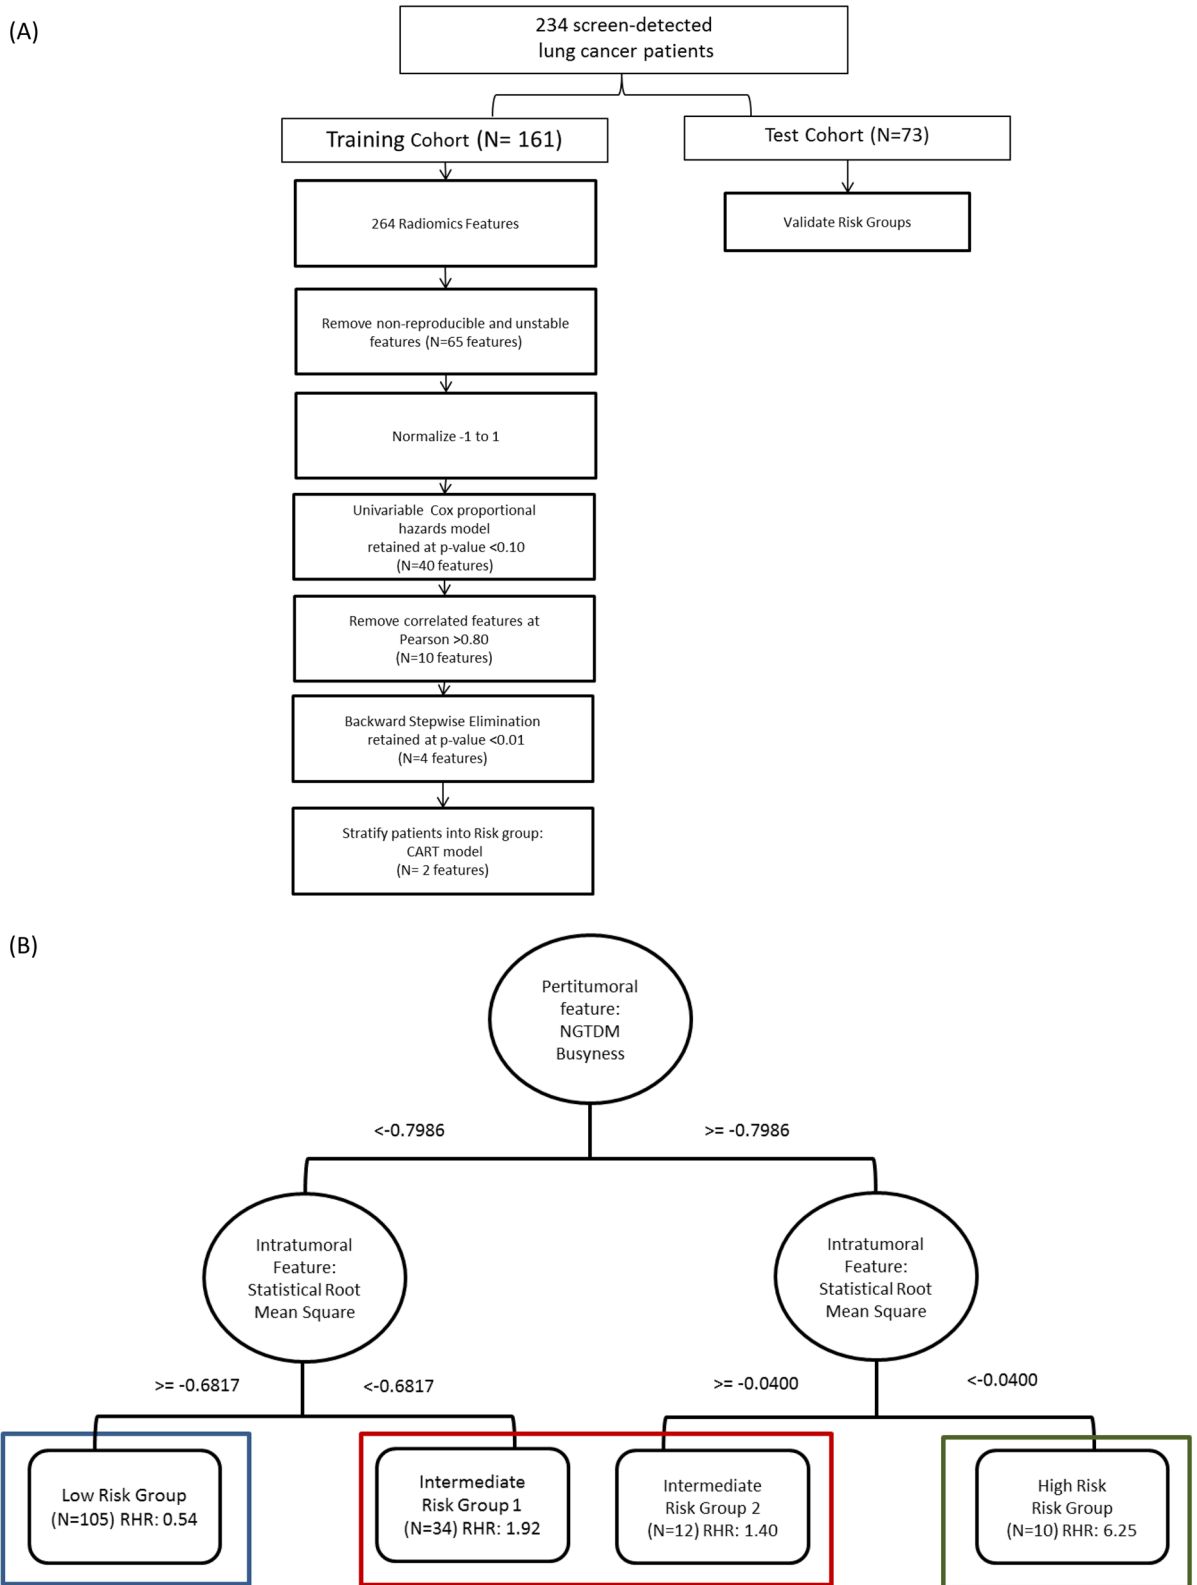 (A)
234 screen-detected
lung cancer patients
Training Cohort (N= 161)
Test Cohort (N=73)
264 Radiomics Features
Validate Risk Groups
Remove non-reproducible and unstable
features (N=65 features)
Normalize -1 to 1
Univariable Cox proportional
hazards model
retained at p-value <0.10
(N=40 features)
Remove correlated features at
Pearson >0.80
(N=10 features)
Backward Stepwise Elimination
retained at p-value <0.01
(N=4 features)
Stratify patients into Risk group:
CART model
(N= 2 features)
(B)
Pertitumoral
feature:
NGTDM
Busyness
<-0.7986
>= -0.7986
Intratumoral
Feature:
Statistical Root
Mean Square
Intratumoral
Feature:
Statistical Root
Mean Square
>= -0.6817
<-0.6817
>= -0.0400
<-0.0400
Low Risk Group
(N=105) RHR: 0.54
Intermediate
Risk Group 1
(N=34) RHR: 1.92
Intermediate
Risk Group 2
(N=12) RHR: 1.40
High Risk
Risk Group
(N=10) RHR: 6.25